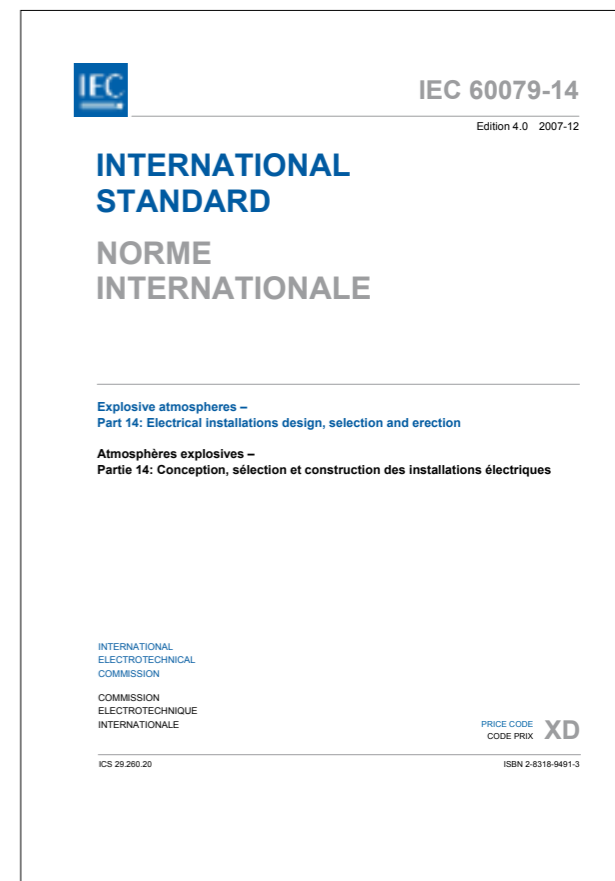 IEC
IEC 60079-14
Edition 4.0 2007-12
INTERNATIONAL
STANDARD
NORME
INTERNATIONALE
Explosive atmospheres –
Part 14: Electrical installations design, selection and erection
Atmosphères explosives –
Partie 14: Conception, sélection et construction des installations électriques
INTERNATIONAL
ELECTROTECHNICAL
COMMISSION
COMMISSION
ELECTROTECHNIQUE
INTERNATIONALE
PRICE CODE
CODE PRIX
XD
ICS 29.260.20
ISBN 2-8318-9491-3